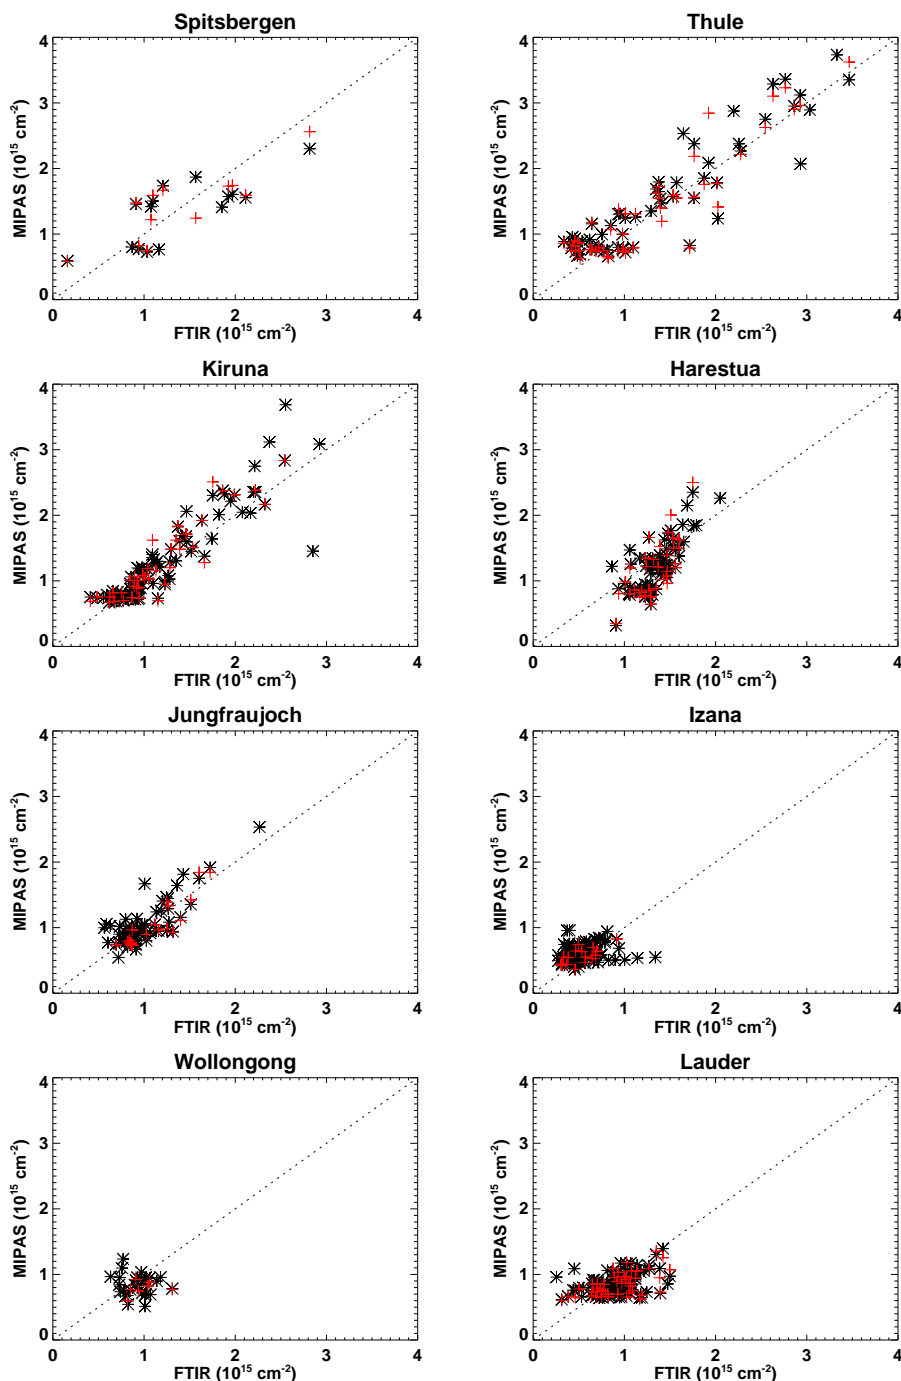 Spitsbergen
MIPAS (10^15 cm^-2)
4
3
2
1
0
0 1 2 3 4
FTIR (10^15 cm^-2)
Thule
MIPAS (10^15 cm^-2)
4
3
2
1
0
0 1 2 3 4
FTIR (10^15 cm^-2)
Kiruna
MIPAS (10^15 cm^-2)
4
3
2
1
0
0 1 2 3 4
FTIR (10^15 cm^-2)
Harestua
MIPAS (10^15 cm^-2)
4
3
2
1
0
0 1 2 3 4
FTIR (10^15 cm^-2)
Jungfraujoch
MIPAS (10^15 cm^-2)
4
3
2
1
0
0 1 2 3 4
FTIR (10^15 cm^-2)
Izana
MIPAS (10^15 cm^-2)
4
3
2
1
0
0 1 2 3 4
FTIR (10^15 cm^-2)
Wollongong
MIPAS (10^15 cm^-2)
4
3
2
1
0
0 1 2 3 4
FTIR (10^15 cm^-2)
Lauder
MIPAS (10^15 cm^-2)
4
3
2
1
0
0 1 2 3 4
FTIR (10^15 cm^-2)